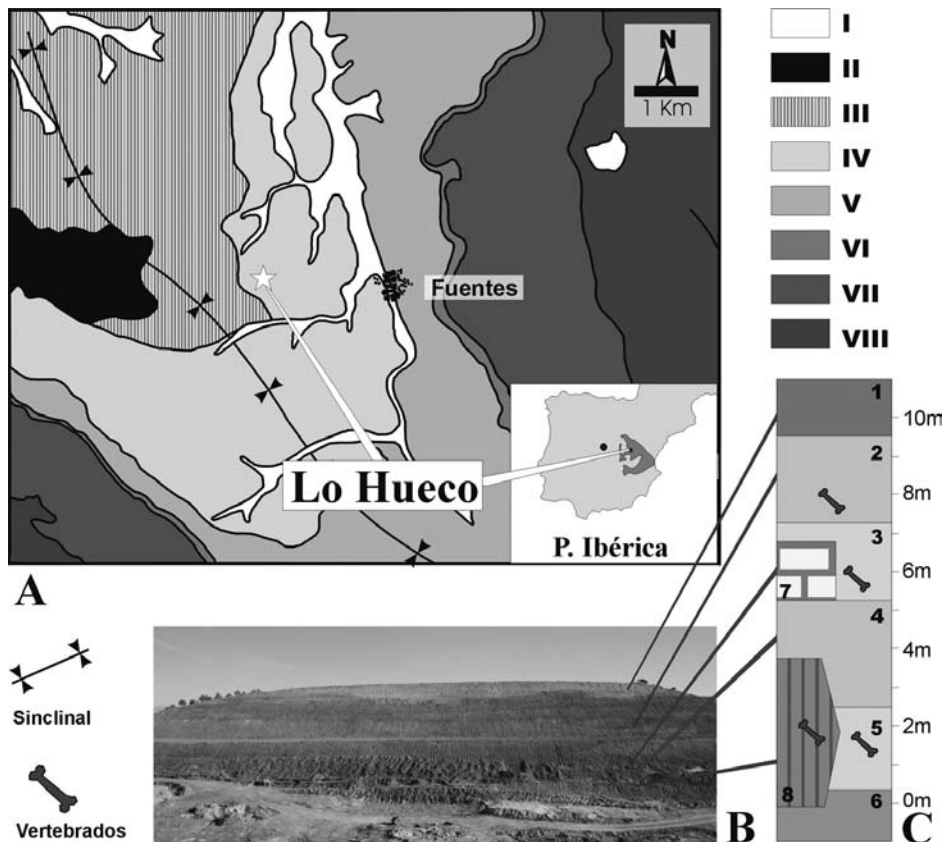 N
1 Km
Fuentes
Lo Hueco
P. Ibérica
A
Sinclinal
Vertebrados
B
I
II
III
IV
V
VI
VII
VIII
1
10m
2
8m
3
6m
7
4
4m
5
2m
8
6
0m
C